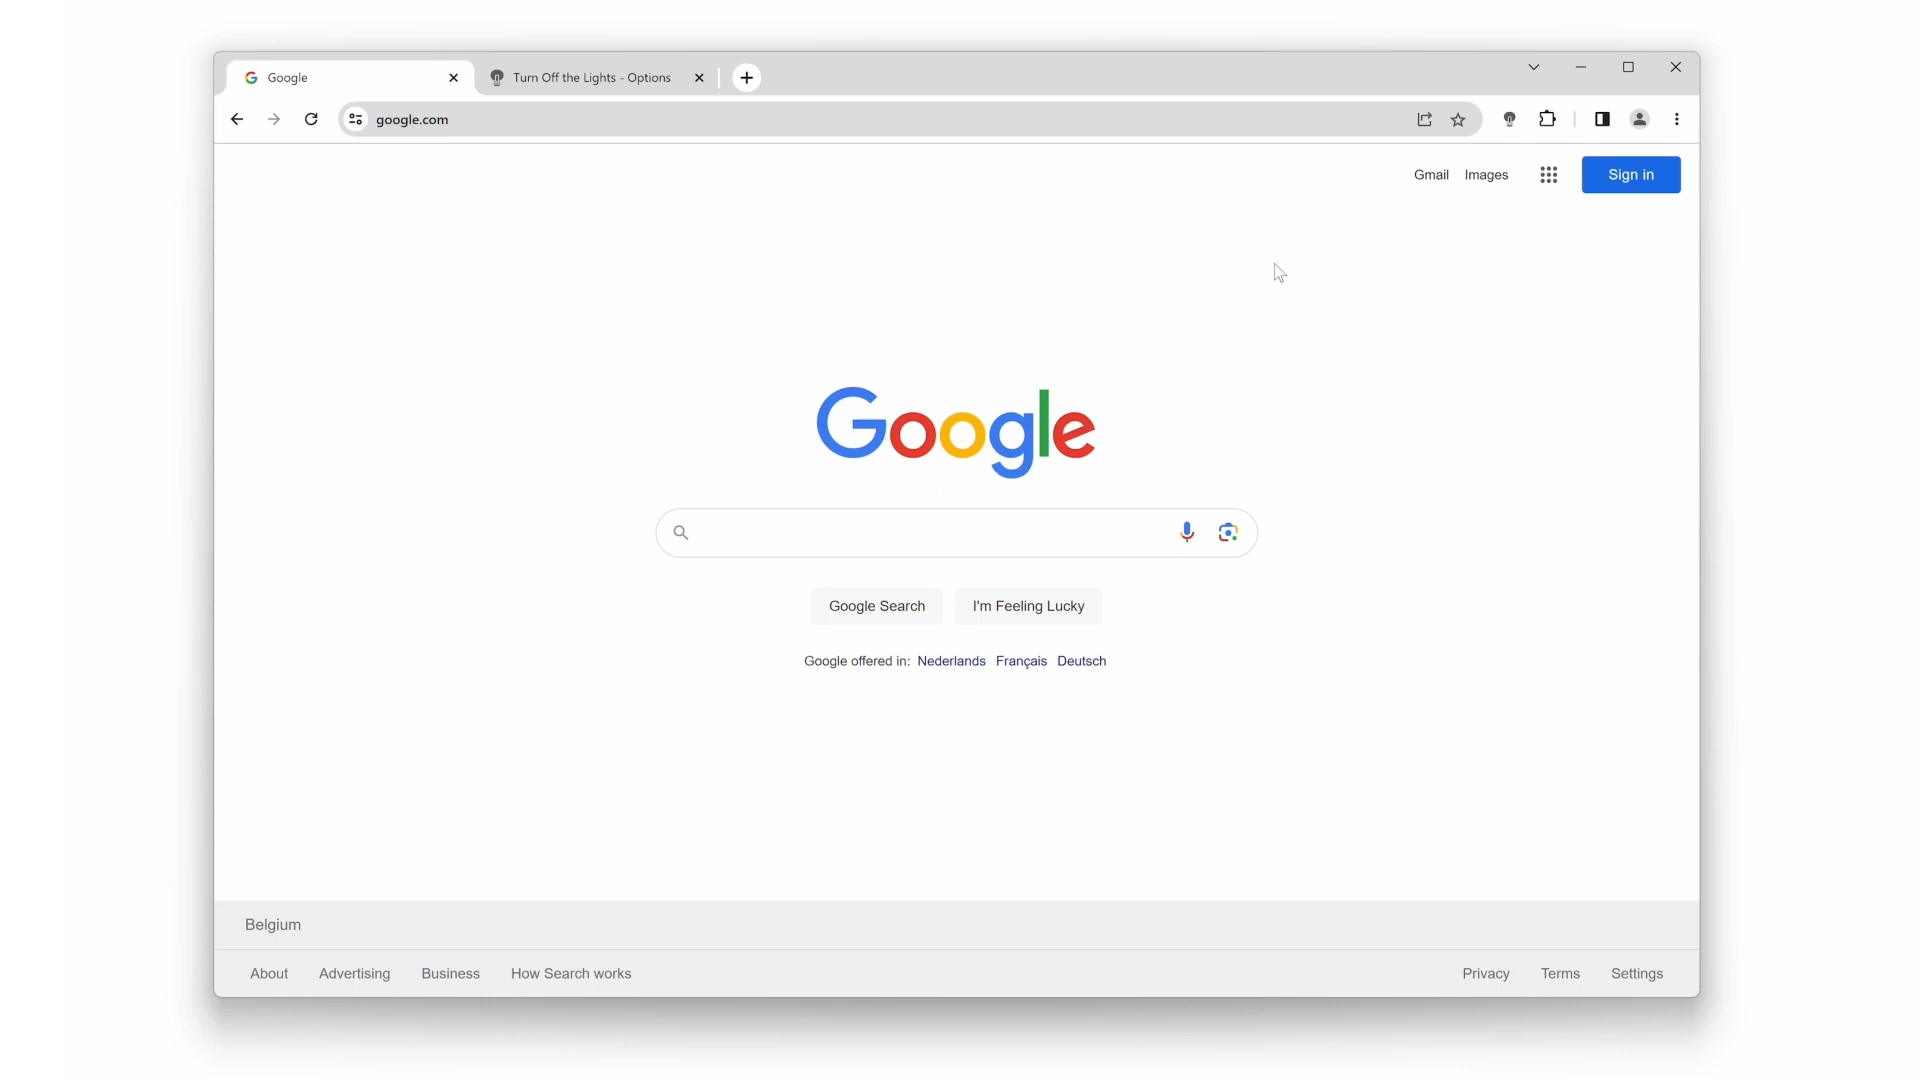 Google
Turn Off the Lights - Options
google.com
Gmail Images Sign in
Google
Google Search I'm Feeling Lucky
Google offered in: Nederlands Français Deutsch
Belgium
About Advertising Business How Search works Privacy Terms Settings